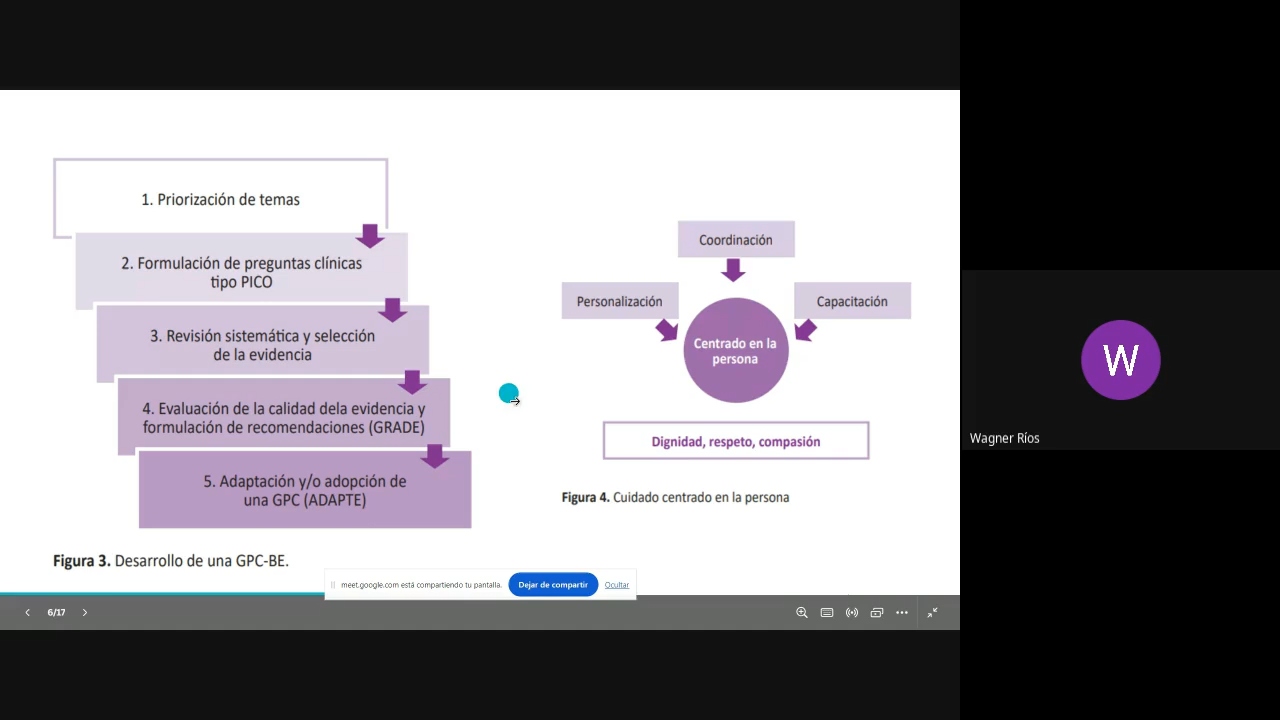 1. Priorización de temas
2. Formulación de preguntas clínicas
tipo PICO
3. Revisión sistemática y selección
de la evidencia
4. Evaluación de la calidad dela evidencia y
formulación de recomendaciones (GRADE)
5. Adaptación y/o adopción de
una GPC (ADAPTE)
Figura 3. Desarrollo de una GPC-BE.
Coordinación
Personalización
Capacitación
Centrado en la
persona
Dignidad, respeto, compasión
Figura 4. Cuidado centrado en la persona
meet.google.com está compartiendo tu pantalla.
Dejar de compartir
Ocultar
6/17
W
Wagner Ríos